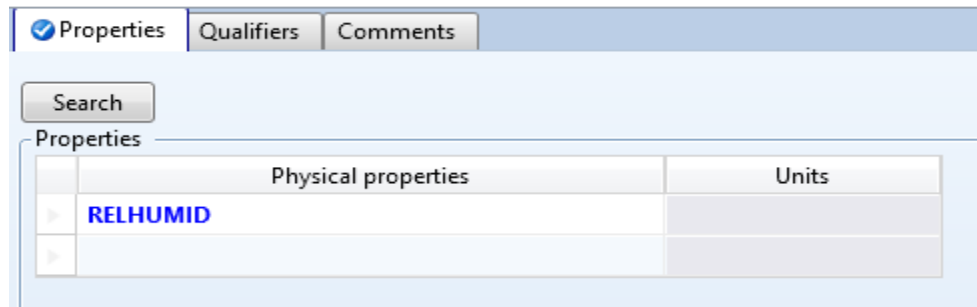 Properties Qualifiers Comments
Search
Properties
Physical properties Units
RELHUMID